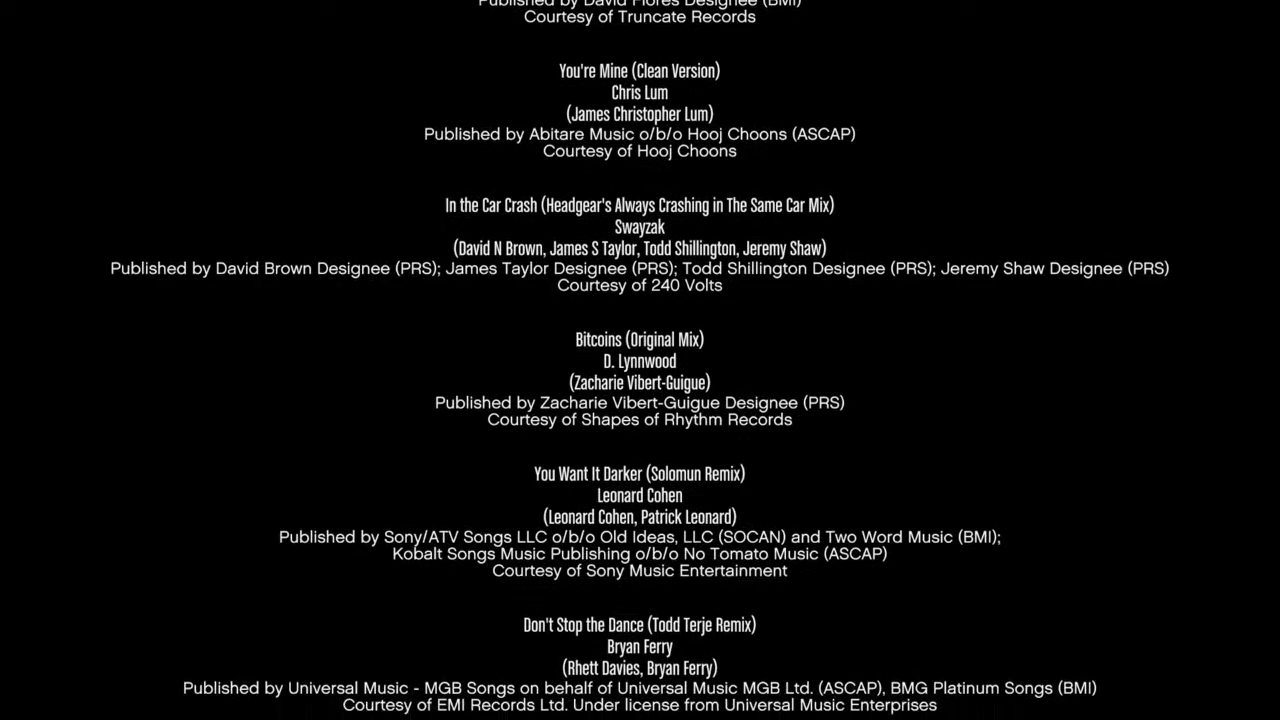 Published by David Flores Designee (BMI)
Courtesy of Truncate Records
You're Mine (Clean Version)
Chris Lum
(James Christopher Lum)
Published by Abitare Music o/b/o Hooj Choons (ASCAP)
Courtesy of Hooj Choons
In the Car Crash (Headgear's Always Crashing in The Same Car Mix)
Swayzak
(David N Brown, James S Taylor, Todd Shillington, Jeremy Shaw)
Published by David Brown Designee (PRS); James Taylor Designee (PRS); Todd Shillington Designee (PRS); Jeremy Shaw Designee (PRS)
Courtesy of 240 Volts
Bitcoins (Original Mix)
D. Lynnwood
(Zacharie Vibert-Guigue)
Published by Zacharie Vibert-Guigue Designee (PRS)
Courtesy of Shapes of Rhythm Records
You Want It Darker (Solomun Remix)
Leonard Cohen
(Leonard Cohen, Patrick Leonard)
Published by Sony/ATV Songs LLC o/b/o Old Ideas, LLC (SOCAN) and Two Word Music (BMI);
Kobalt Songs Music Publishing o/b/o No Tomato Music (ASCAP)
Courtesy of Sony Music Entertainment
Don't Stop the Dance (Todd Terje Remix)
Bryan Ferry
(Rhett Davies, Bryan Ferry)
Published by Universal Music - MGB Songs on behalf of Universal Music MGB Ltd. (ASCAP), BMG Platinum Songs (BMI)
Courtesy of EMI Records Ltd. Under license from Universal Music Enterprises